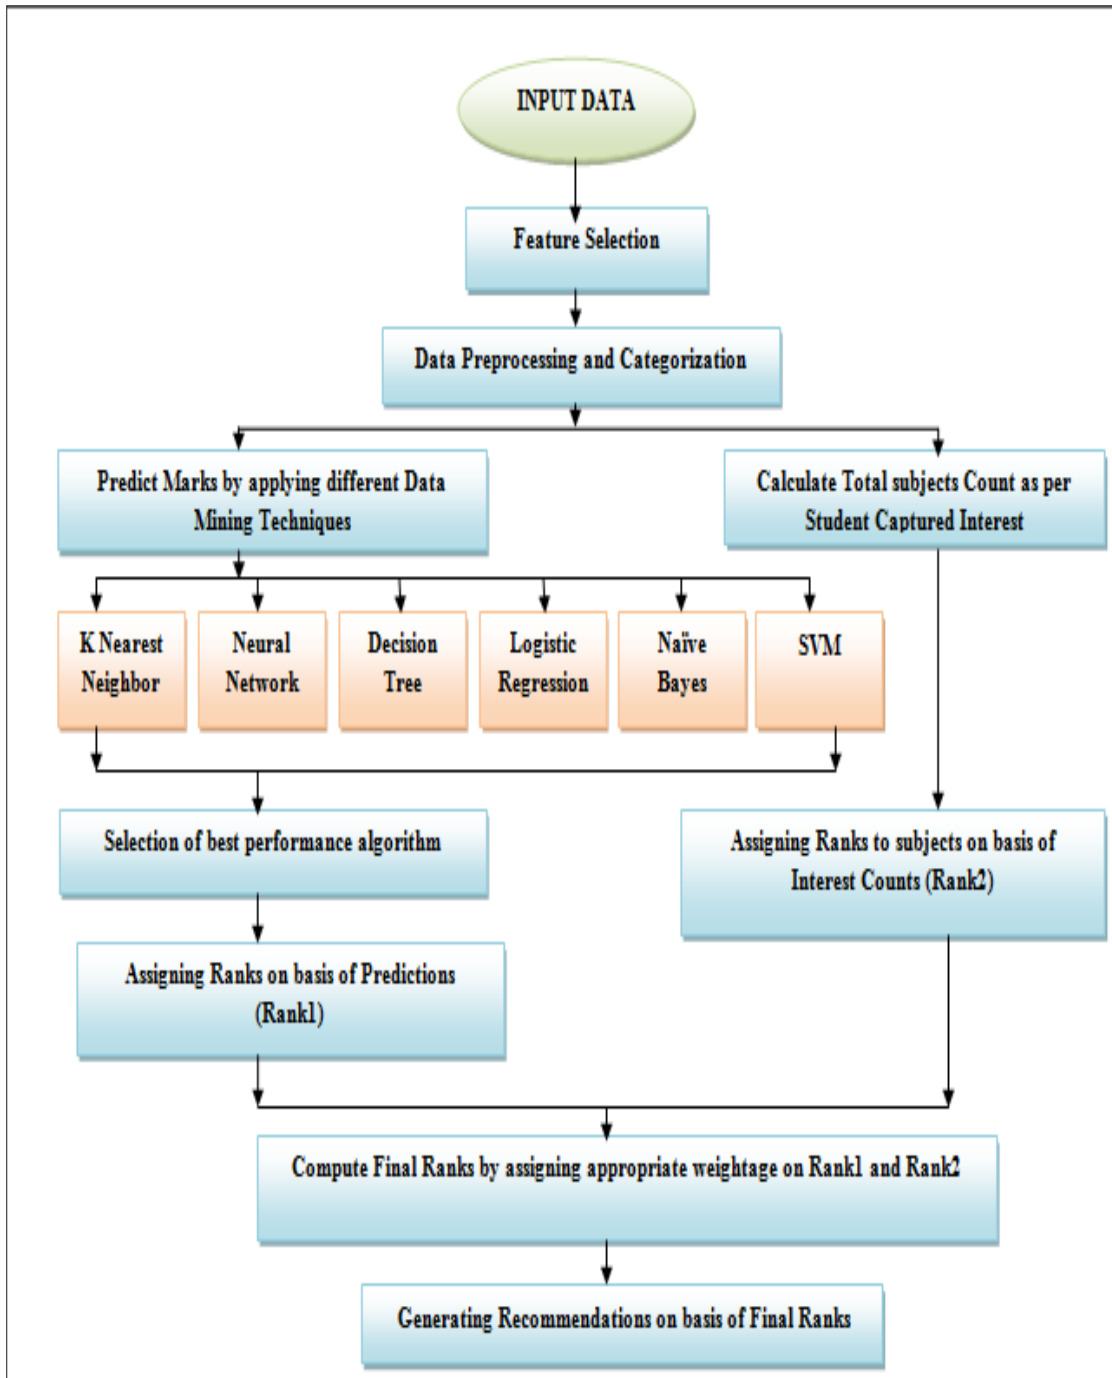 INPUT DATA
Feature Selection
Data Preprocessing and Categorization
Predict Marks by applying different Data
Mining Techniques
Calculate Total subjects Count as per
Student Captured Interest
K Nearest
Neighbor
Neural
Network
Decision
Tree
Logistic
Regression
Naïve
Bayes
SVM
Selection of best performance algorithm
Assigning Ranks to subjects on basis of
Interest Counts (Rank2)
Assigning Ranks on basis of Predictions
(Rank1)
Compute Final Ranks by assigning appropriate weightage on Rank1 and Rank2
Generating Recommendations on basis of Final Ranks